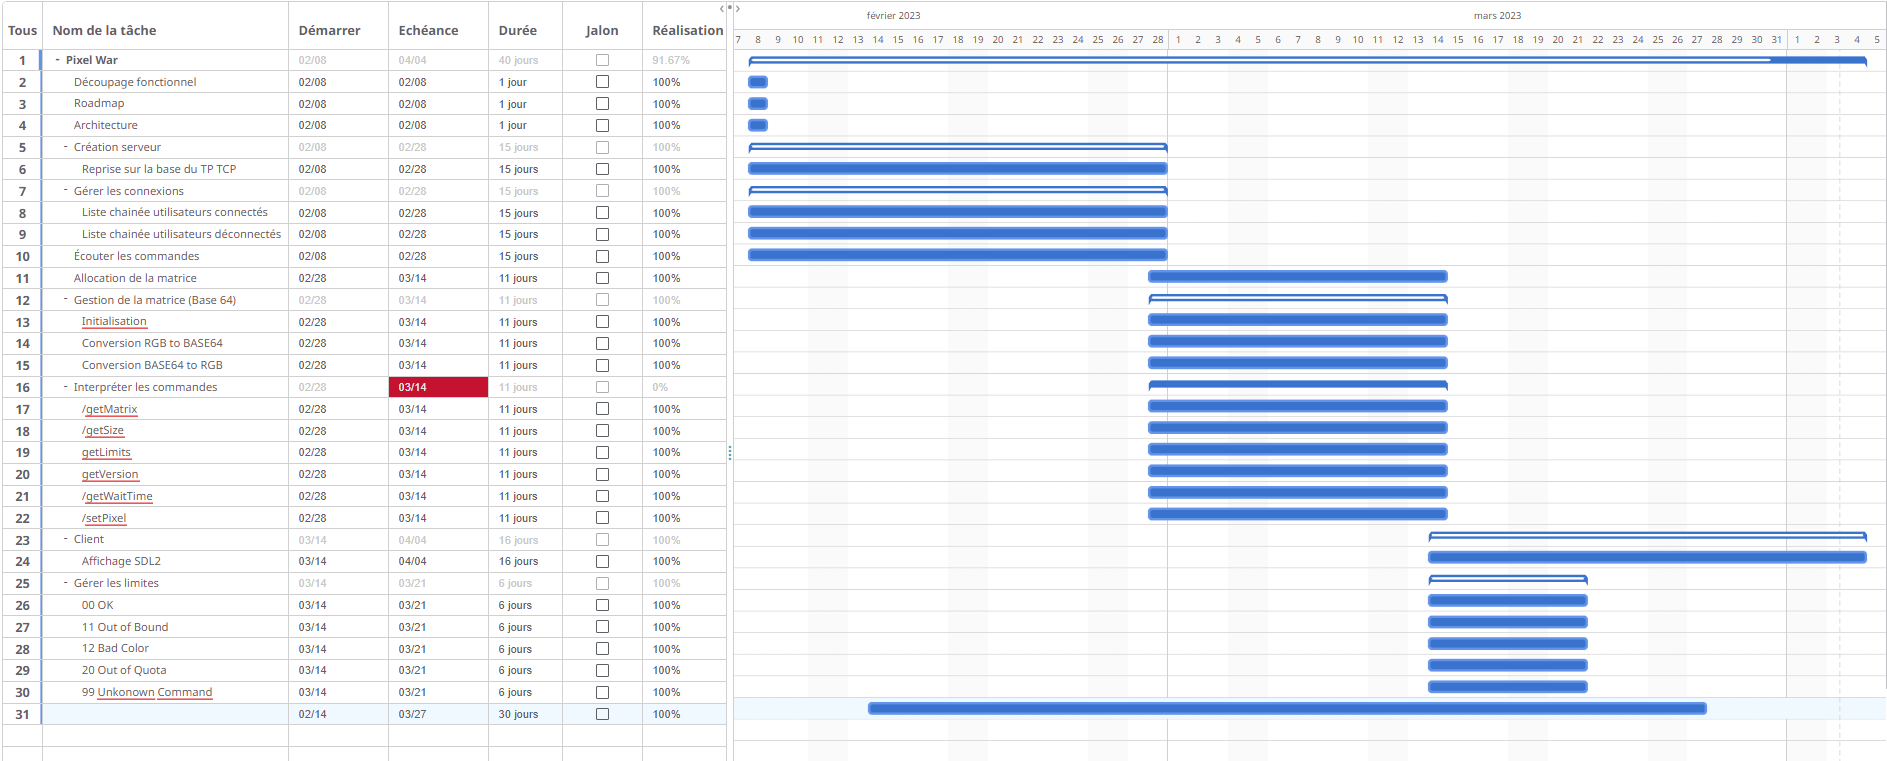 février 2023 mars 2023
Tous Nom de la tâche Démarrer Echéance Durée Jalon Réalisation
7 8 9 10 11 12 13 14 15 16 17 18 19 20 21 22 23 24 25 26 27 28 1 2 3 4 5 6 7 8 9 10 11 12 13 14 15 16 17 18 19 20 21 22 23 24 25 26 27 28 29 30 31 1 2 3 4 5
1 - Pixel War 02/08 04/04 40 jours 91.67%
2 Découpage fonctionnel 02/08 02/08 1 jour 100%
3 Roadmap 02/08 02/08 1 jour 100%
4 Architecture 02/08 02/08 1 jour 100%
5 - Création serveur 02/08 02/28 15 jours 100%
6 Reprise sur la base du TP TCP 02/08 02/28 15 jours 100%
7 - Gérer les connexions 02/08 02/28 15 jours 100%
8 Liste chainée utilisateurs connectés 02/08 02/28 15 jours 100%
9 Liste chainée utilisateurs déconnectés 02/08 02/28 15 jours 100%
10 Écouter les commandes 02/08 02/28 15 jours 100%
11 Allocation de la matrice 02/28 03/14 11 jours 100%
12 - Gestion de la matrice (Base 64) 02/28 03/14 11 jours 100%
13 Initialisation 02/28 03/14 11 jours 100%
14 Conversion RGB to BASE64 02/28 03/14 11 jours 100%
15 Conversion BASE64 to RGB 02/28 03/14 11 jours 100%
16 - Interpréter les commandes 02/28 03/14 11 jours 0%
17 /getMatrix 02/28 03/14 11 jours 100%
18 /getSize 02/28 03/14 11 jours 100%
19 getLimits 02/28 03/14 11 jours 100%
20 getVersion 02/28 03/14 11 jours 100%
21 /getWaitTime 02/28 03/14 11 jours 100%
22 /setPixel 02/28 03/14 11 jours 100%
23 - Client 03/14 04/04 16 jours 100%
24 Affichage SDL2 03/14 04/04 16 jours 100%
25 - Gérer les limites 03/14 03/21 6 jours 100%
26 00 OK 03/14 03/21 6 jours 100%
27 11 Out of Bound 03/14 03/21 6 jours 100%
28 12 Bad Color 03/14 03/21 6 jours 100%
29 20 Out of Quota 03/14 03/21 6 jours 100%
30 99 Unkonown Command 03/14 03/21 6 jours 100%
31 02/14 03/27 30 jours 100%